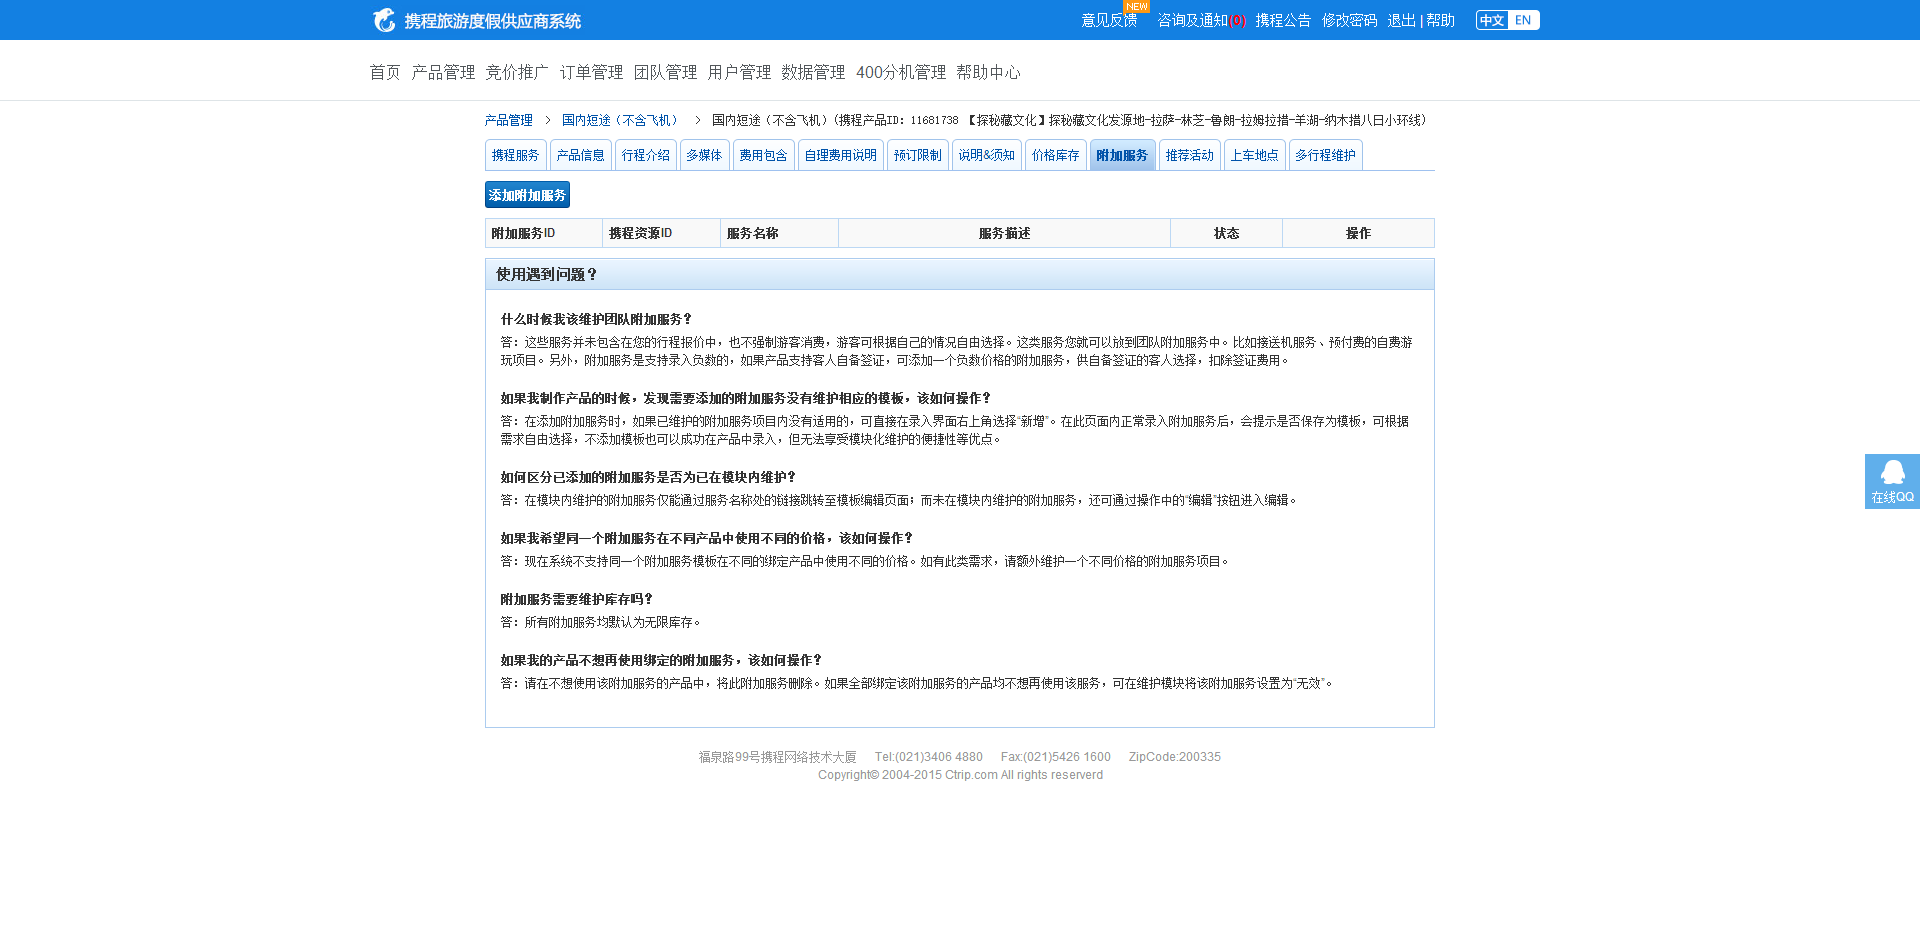 携程旅游度假供应商系统
意见反馈 NEW 咨询及通知(0) 携程公告 修改密码 退出 | 帮助 中文 EN
首页 产品管理 竞价推广 订单管理 团队管理 用户管理 数据管理 400分机管理 帮助中心
产品管理 > 国内短途（不含飞机） > 国内短途（不含飞机）(携程产品ID: 11681738 【探秘藏文化】探秘藏文化发源地-拉萨-林芝-鲁朗-拉姆拉措-羊湖-纳木措八日小环线)
携程服务 产品信息 行程介绍 多媒体 费用包含 自理费用说明 预订限制 说明&须知 价格库存 附加服务 推荐活动 上车地点 多行程维护
添加附加服务
附加服务ID 携程资源ID 服务名称 服务描述 状态 操作
使用遇到问题？
什么时候我该维护团队附加服务？
答：这些服务并未包含在您的行程报价中，也不强制游客消费，游客可根据自己的情况自由选择。这类服务您就可以放到团队附加服务中。比如接送机服务、预付费的自费游
玩项目。另外，附加服务是支持录入负数的，如果产品支持客人自备签证，可添加一个负数价格的附加服务，供自备签证的客人选择，扣除签证费用。
如果我制作产品的时候，发现需要添加的附加服务没有维护相应的模板，该如何操作？
答：在添加附加服务时，如果已维护的附加服务项目内没有适用的，可直接在录入界面右上角选择“新增”。在此页面内正常录入附加服务后，会提示是否保存为模板，可根据
需求自由选择，不添加模板也可以成功在产品中录入，但无法享受模块化维护的便捷性等优点。
如何区分已添加的附加服务是否为已在模块内维护？
答：在模块内维护的附加服务仅能通过服务名称处的链接跳转至模板编辑页面；而未在模块内维护的附加服务，还可通过操作中的“编辑”按钮进入编辑。
如果我希望同一个附加服务在不同产品中使用不同的价格，该如何操作？
答：现在系统不支持同一个附加服务模板在不同的绑定产品中使用不同的价格。如有此类需求，请额外维护一个不同价格的附加服务项目。
附加服务需要维护库存吗？
答：所有附加服务均默认为无限库存。
如果我的产品不想再使用绑定的附加服务，该如何操作？
答：请在不想使用该附加服务的产品中，将此附加服务删除。如果全部绑定该附加服务的产品均不想再使用该服务，可在维护模块将该附加服务设置为“无效”。
在线QQ
福泉路99号携程网络技术大厦 Tel:(021)3406 4880 Fax:(021)5426 1600 ZipCode:200335
Copyright© 2004-2015 Ctrip.com All rights reserverd